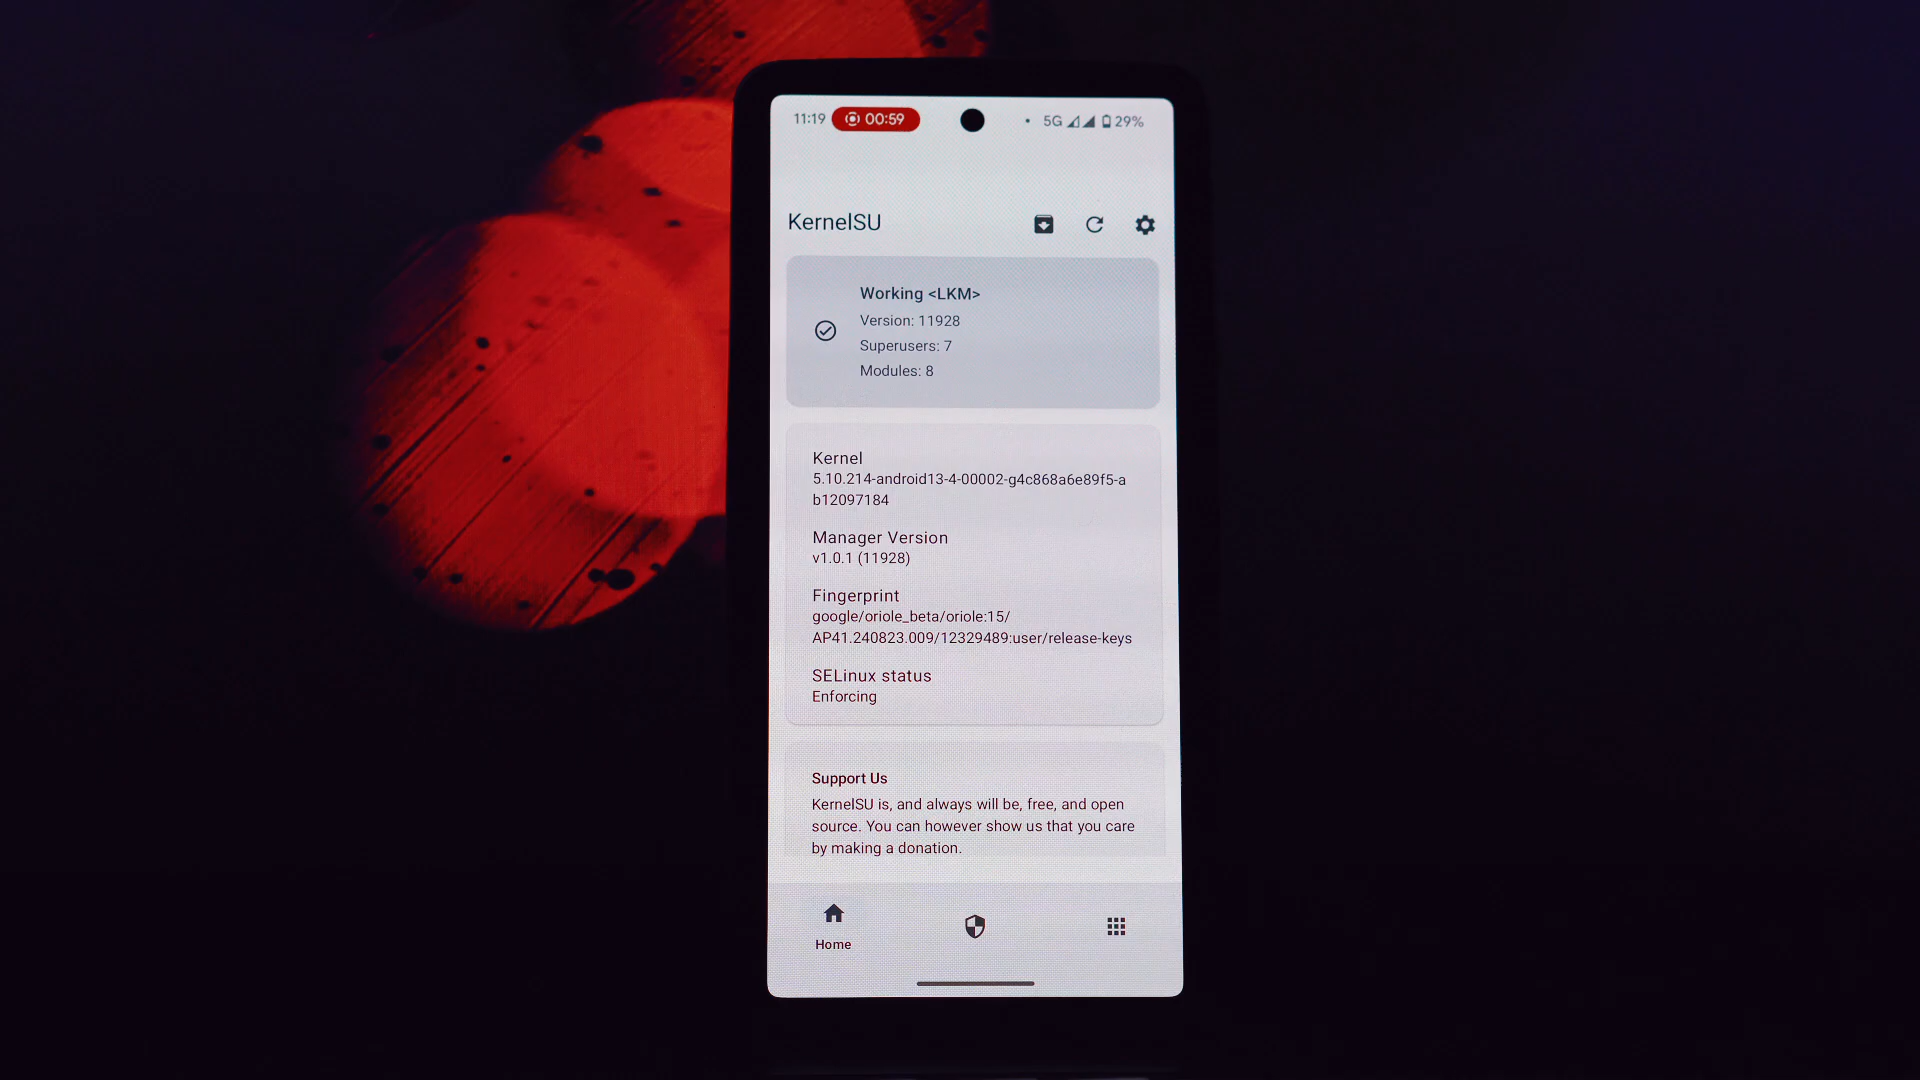 11:19 00:59 5G 29%
KernelSU
Working <LKM>
Version: 11928
Superusers: 7
Modules: 8
Kernel
5.10.214-android13-4-00002-g4c868a6e89f5-a
b12097184
Manager Version
v1.0.1 (11928)
Fingerprint
google/oriole_beta/oriole:15/
AP41.240823.009/12329489:user/release-keys
SELinux status
Enforcing
Support Us
KernelSU is, and always will be, free, and open
source. You can however show us that you care
by making a donation.
Home